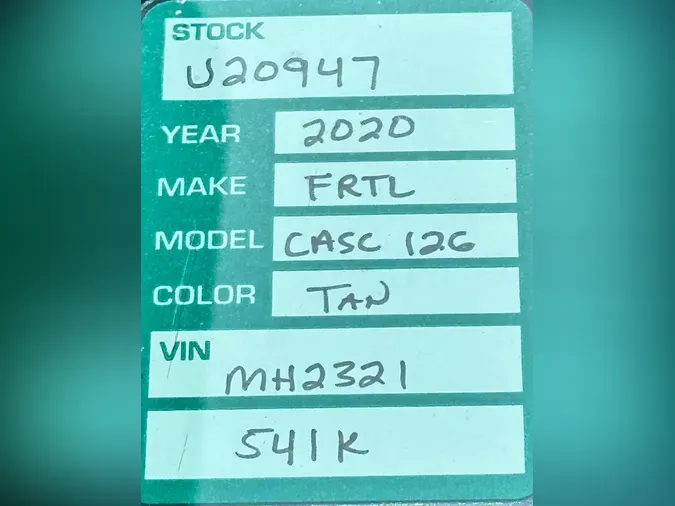 STOCK
U20947
YEAR 2020
MAKE FRTL
MODEL CASC 126
COLOR TAN
VIN
MH2321
541K